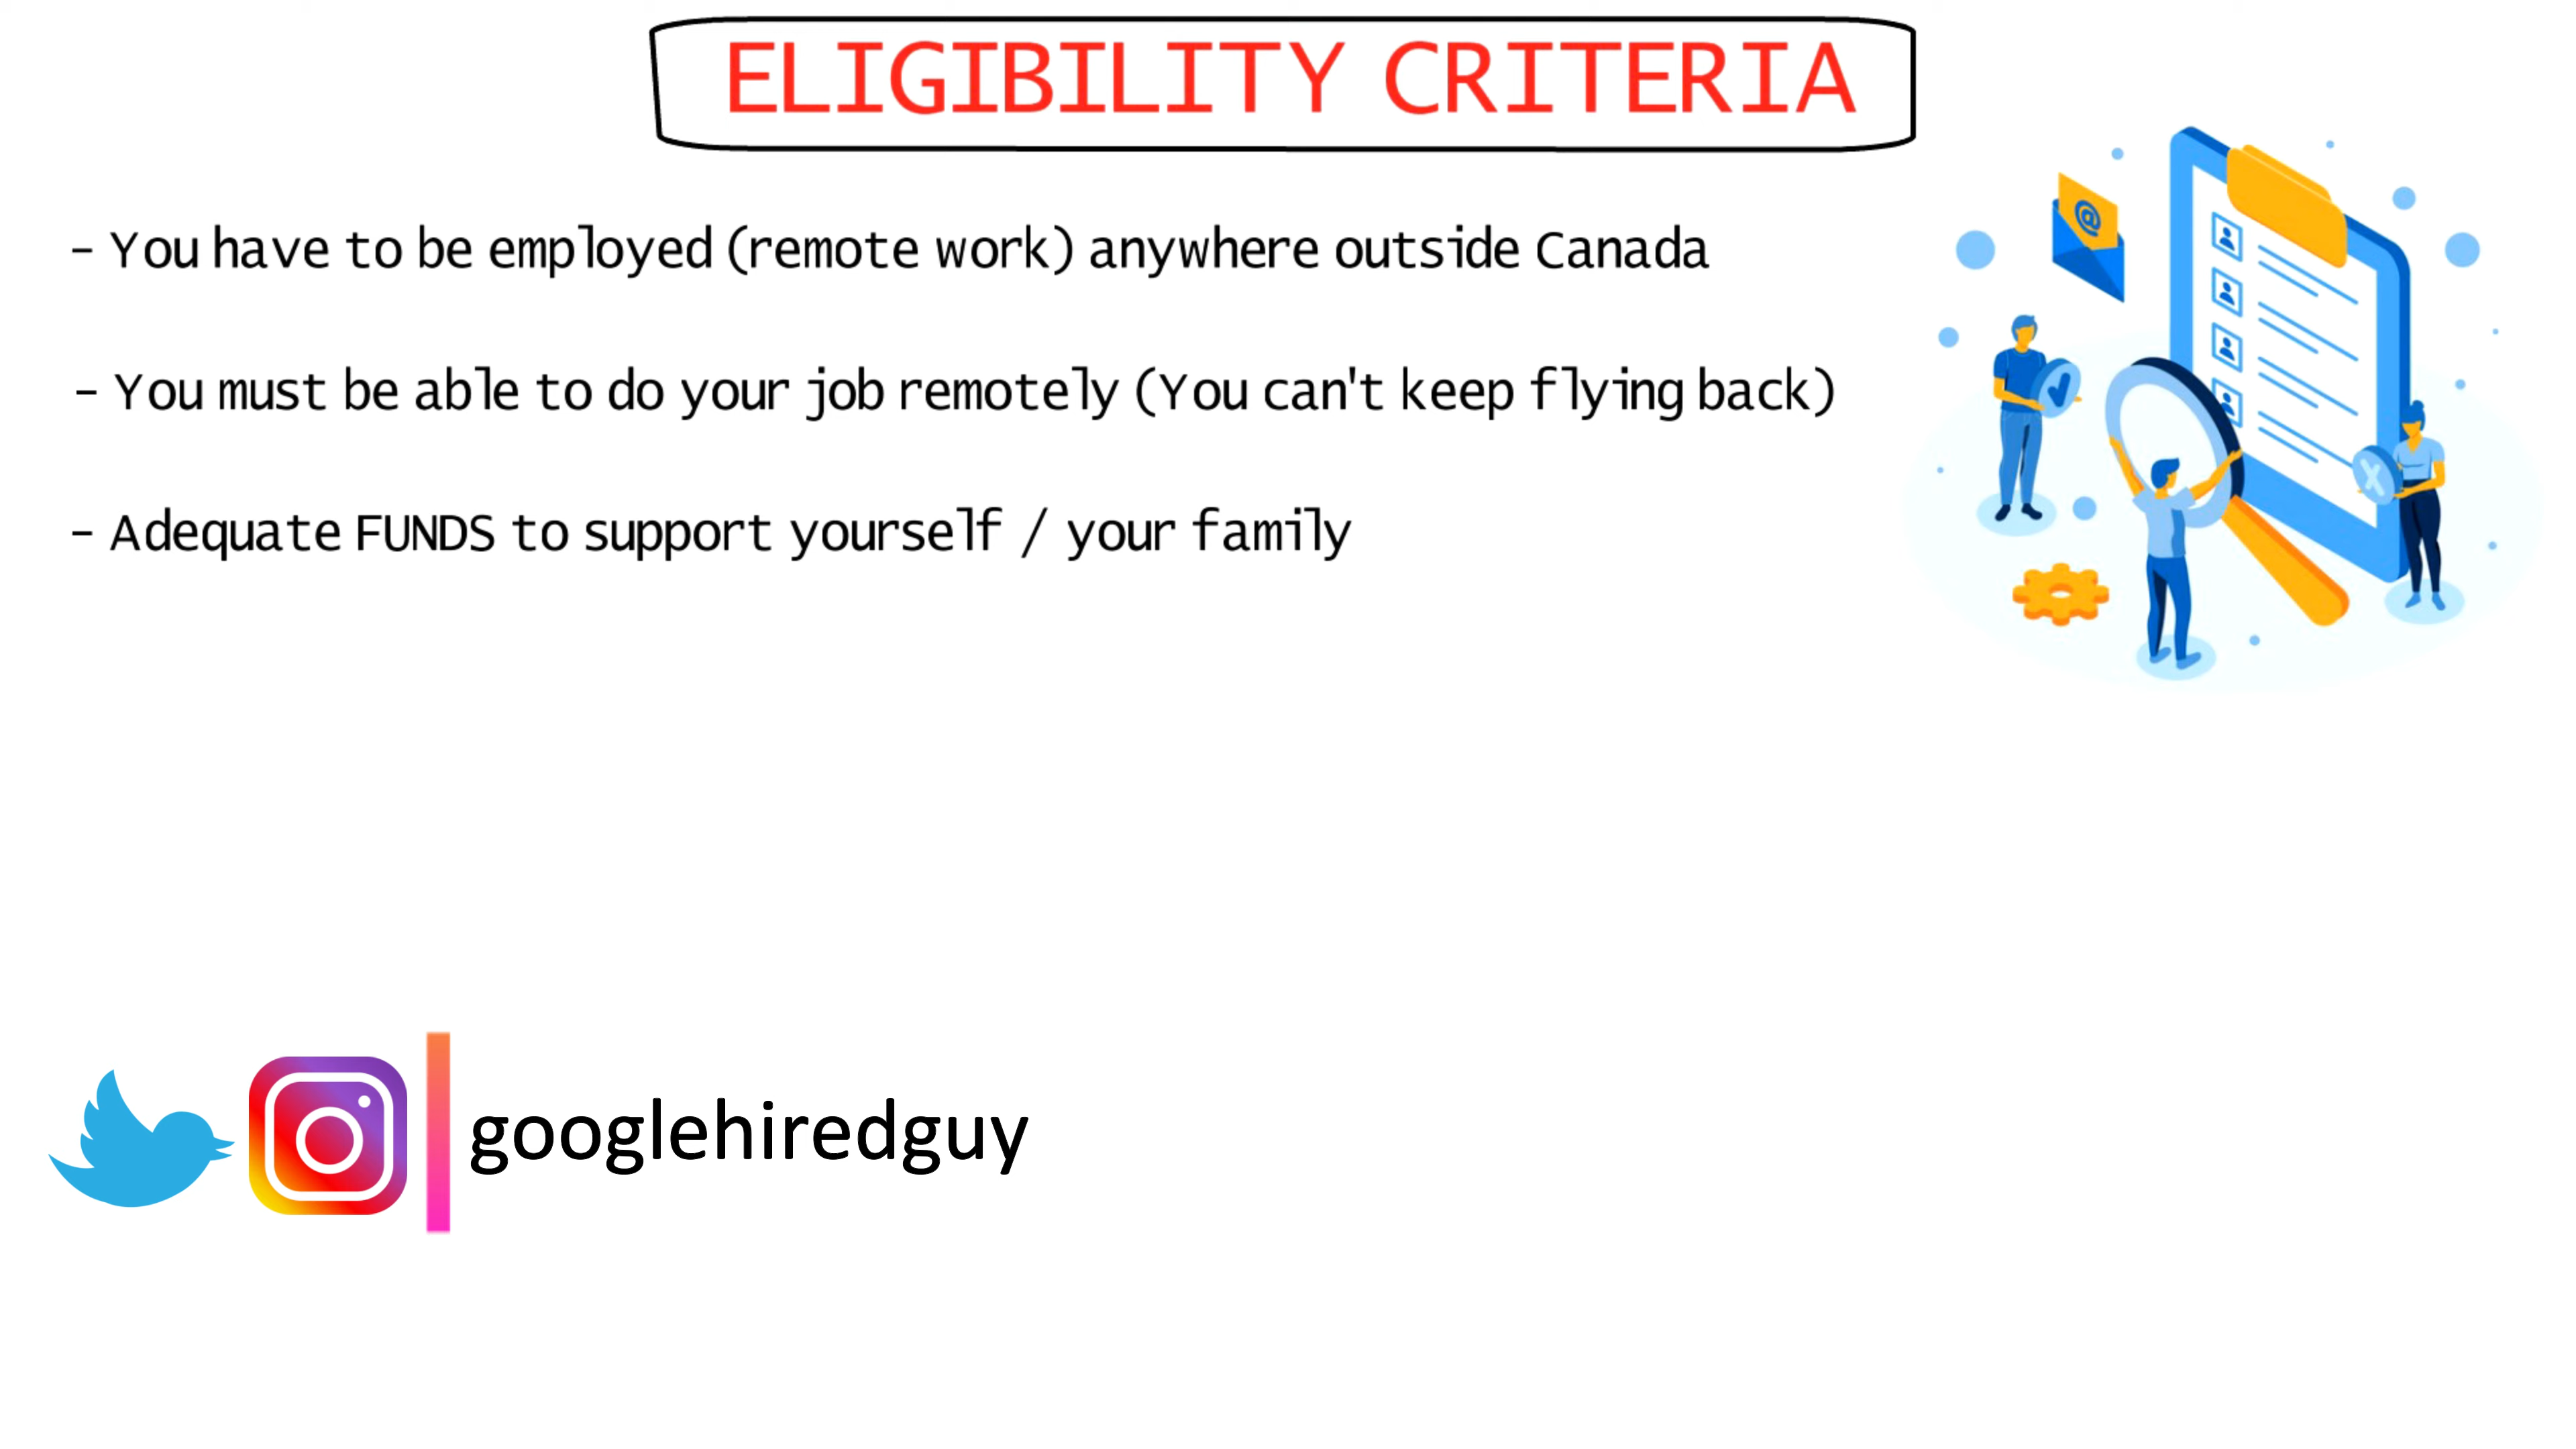 ELIGIBILITY CRITERIA
- You have to be employed (remote work) anywhere outside Canada
- You must be able to do your job remotely (You can't keep flying back)
- Adequate FUNDS to support yourself / your family
@
googlehiredguy